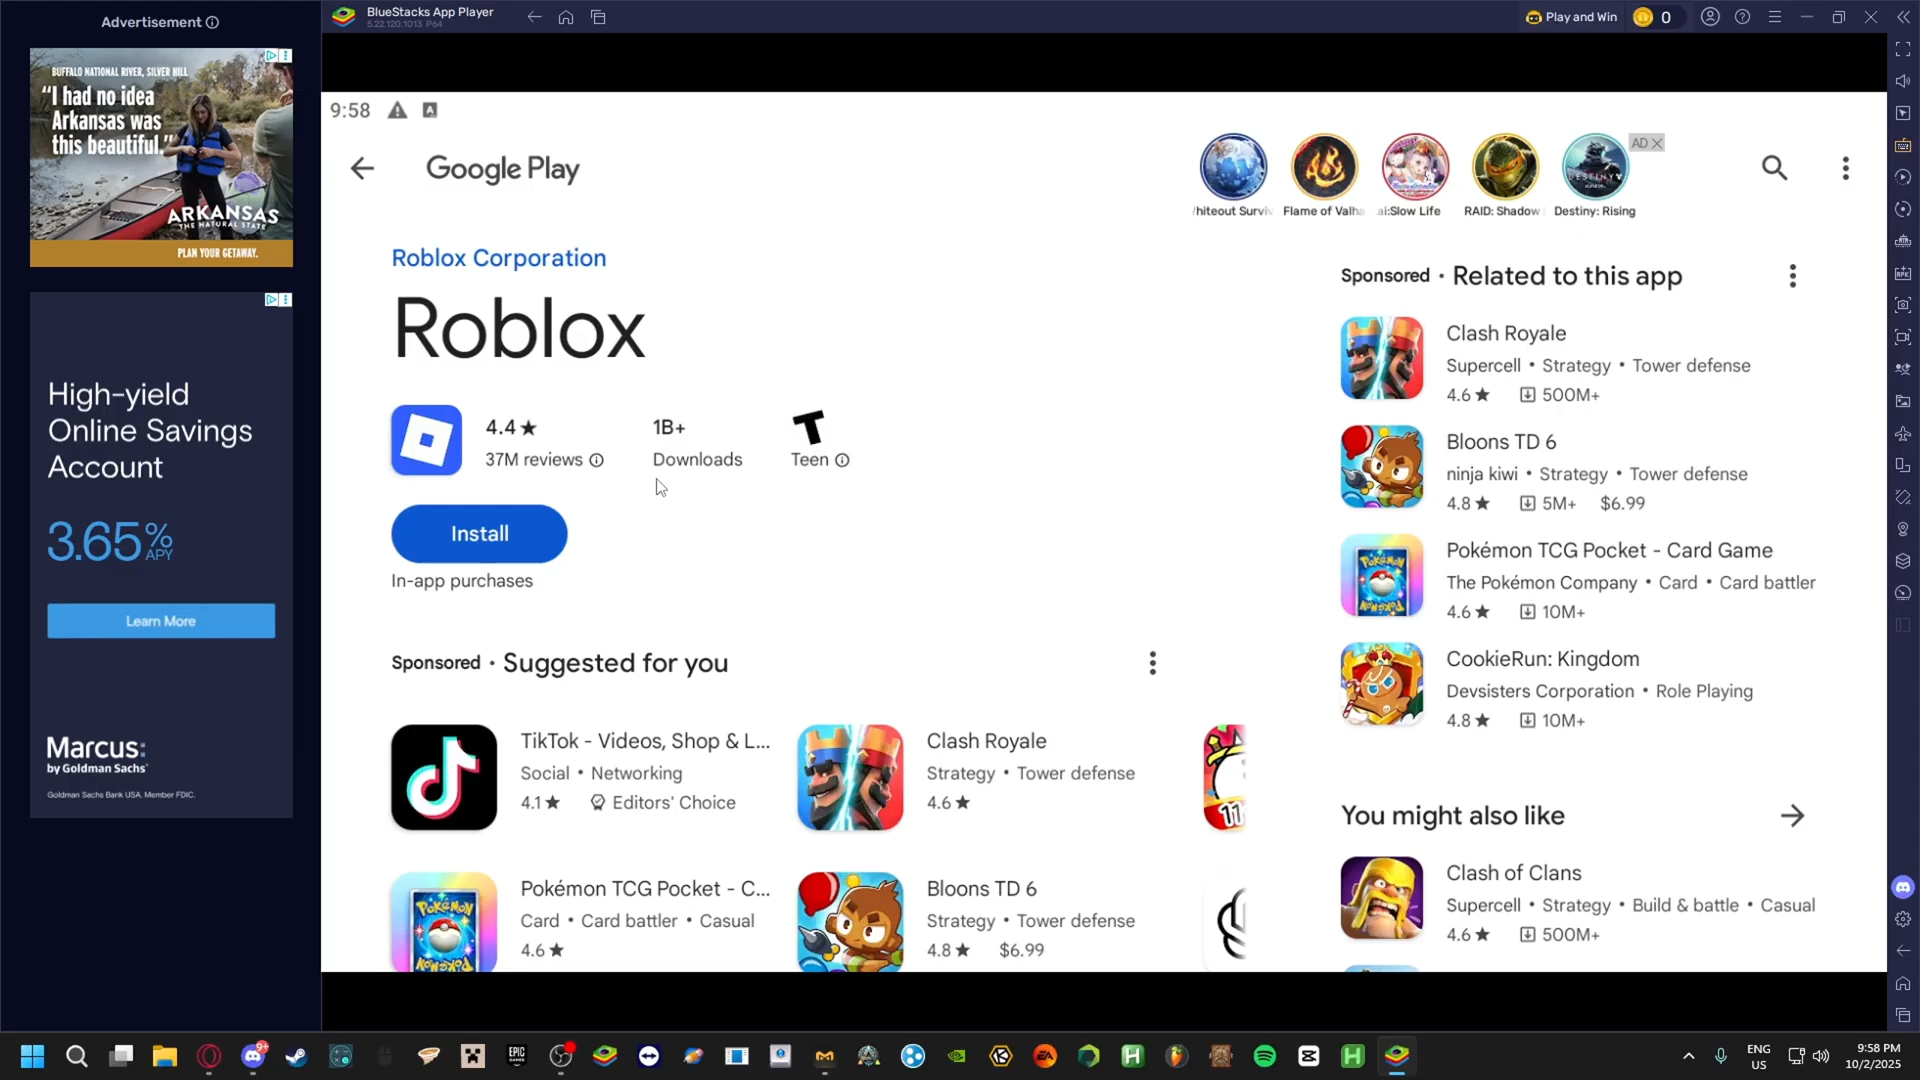 Advertisement
BUFFALO NATIONAL RIVER, SILVER HILL
“I had no idea
Arkansas was
this beautiful.”
ARKANSAS
THE NATURAL STATE
PLAN YOUR GETAWAY.
High-yield
Online Savings
Account
3.65% APY
Learn More
Marcus:
by Goldman Sachs
Goldman Sachs Bank USA. Member FDIC.
BlueStacks App Player
5.22.120.1013 P64
Play and Win
0
9:58
Google Play
AD
hiteout Surviv
Flame of Valha
ai:Slow Life
RAID: Shadow
Destiny: Rising
Roblox Corporation
Roblox
4.4★
37M reviews
1B+
Downloads
Teen
Install
In-app purchases
Sponsored • Suggested for you
TikTok - Videos, Shop & L...
Social • Networking
4.1★ Editors' Choice
Clash Royale
Strategy • Tower defense
4.6★
Pokémon TCG Pocket - C...
Card • Card battler • Casual
4.6★
Bloons TD 6
Strategy • Tower defense
4.8★ $6.99
Sponsored • Related to this app
Clash Royale
Supercell • Strategy • Tower defense
4.6★ 500M+
Bloons TD 6
ninja kiwi • Strategy • Tower defense
4.8★ 5M+ $6.99
Pokémon TCG Pocket - Card Game
The Pokémon Company • Card • Card battler
4.6★ 10M+
CookieRun: Kingdom
Devsisters Corporation • Role Playing
4.8★ 10M+
You might also like
Clash of Clans
Supercell • Strategy • Build & battle • Casual
4.6★ 500M+
9+
EPIC
GAMES
EA
ENG
US
9:58 PM
10/2/2025